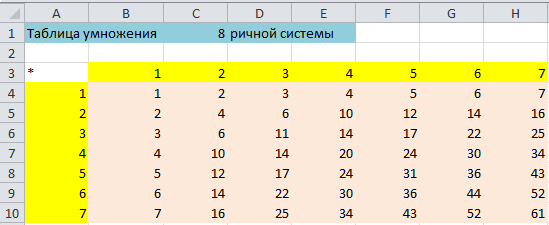 A B C D E F G H
1 Таблица умножения 8 ричной системы
2
3 * 1 2 3 4 5 6 7
4 1 1 2 3 4 5 6 7
5 2 2 4 6 10 12 14 16
6 3 3 6 11 14 17 22 25
7 4 4 10 14 20 24 30 34
8 5 5 12 17 24 31 36 43
9 6 6 14 22 30 36 44 52
10 7 7 16 25 34 43 52 61